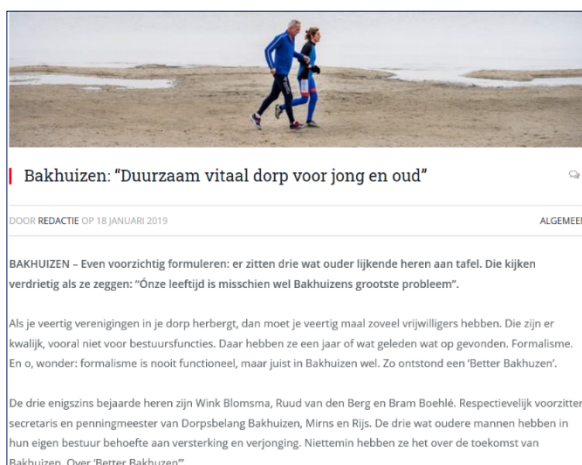 Bakhuizen: “Duurzaam vitaal dorp voor jong en oud”
DOOR REDACTIE OP 18 JANUARI 2019
ALGEMEEN
BAKHUIZEN – Even voorzichtig formuleren: er zitten drie wat ouder lijkende heren aan tafel. Die kijken
verdrietig als ze zeggen: “Ónze leeftijd is misschien wel Bakhuizens grootste probleem”.
Als je veertig verenigingen in je dorp herbergt, dan moet je veertig maal zoveel vrijwilligers hebben. Die zijn er
kwalijk, vooral niet voor bestuursfuncties. Daar hebben ze een jaar of wat geleden wat op gevonden. Formalisme.
En o, wonder: formalisme is nooit functioneel, maar juist in Bakhuizen wel. Zo ontstond een ‘Better Bakhuzen’.
De drie enigszins bejaarde heren zijn Wink Blomsma, Ruud van den Berg en Bram Boehlé. Respectievelijk voorzitter,
secretaris en penningmeester van Dorpsbelang Bakhuizen, Mirns en Rijs. De drie wat oudere mannen hebben in
hun eigen bestuur behoefte aan versterking en verjonging. Niettemin hebben ze het over de toekomst van
Bakhuizen. Over ‘Better Bakhuzen’”